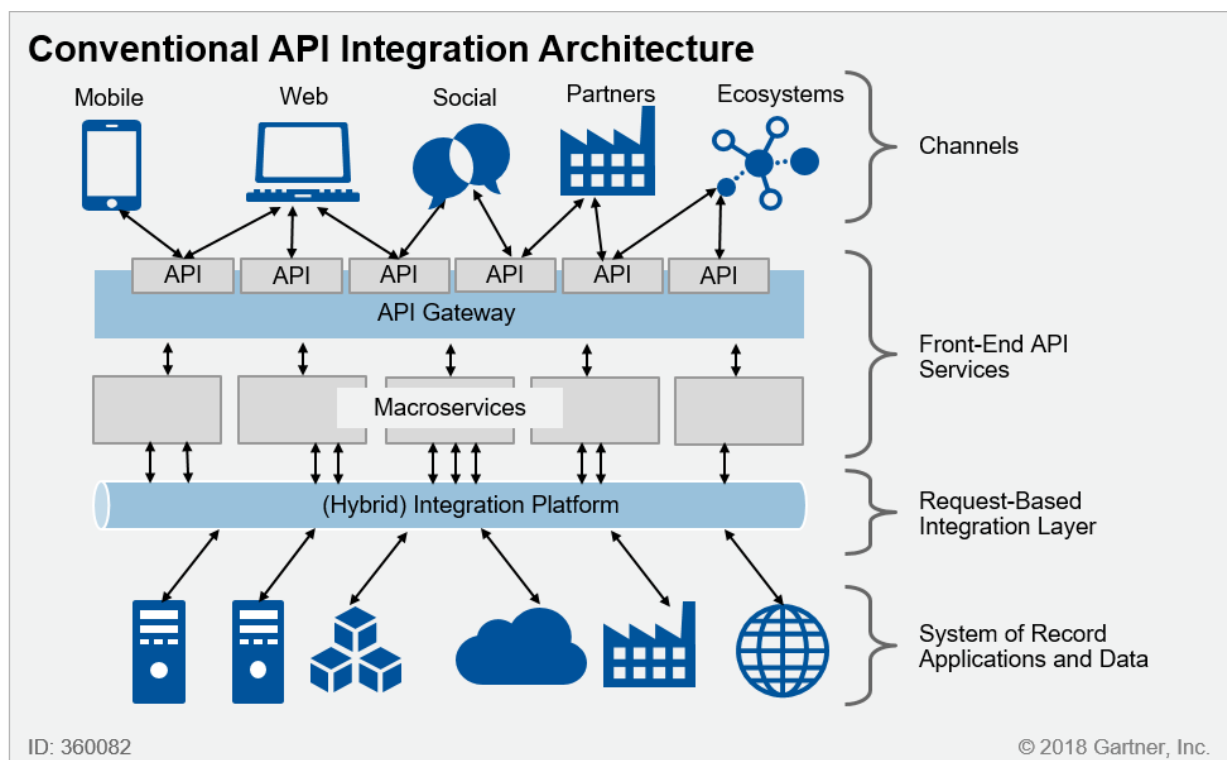 Conventional API Integration Architecture
Mobile
Web
Social
Partners
Ecosystems
Channels
API
API
API
API
API
API
API Gateway
Front-End API
Services
Macroservices
(Hybrid) Integration Platform
Request-Based
Integration Layer
System of Record
Applications and Data
ID: 360082
© 2018 Gartner, Inc.